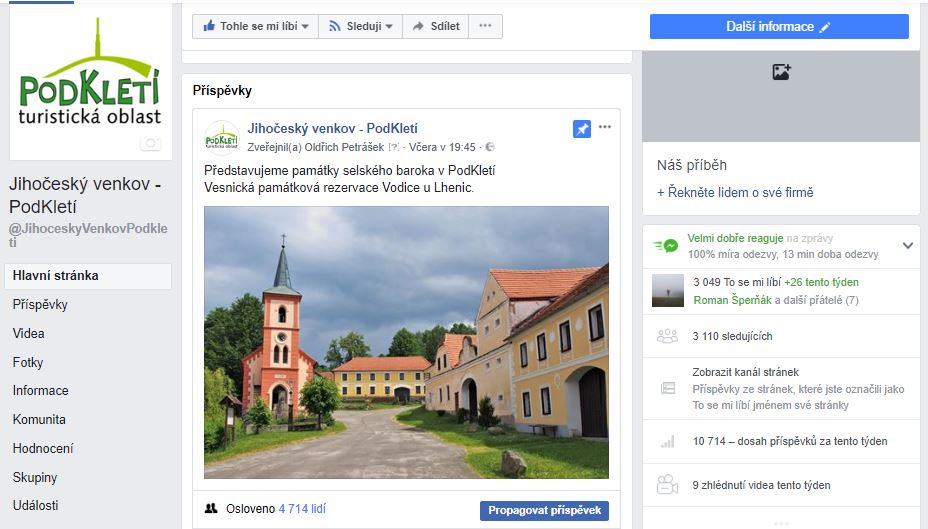 Tohle se mi líbí
Sleduji
Sdílet
Další informace
PODKLETÍ
turistická oblast
Jihočeský venkov -
PodKletí
@JihoceskyVenkovPodkle
tí
Hlavní stránka
Příspěvky
Videa
Fotky
Informace
Komunita
Hodnocení
Skupiny
Události
Příspěvky
PODKLETÍ
turistická oblast
Jihočeský venkov - PodKletí
Zveřejnil(a) Oldřich Petrášek [?] · Včera v 19:45 ·
Představujeme památky selského baroka v PodKletí
Vesnická památková rezervace Vodice u Lhenic.
Osloveno 4 714 lidí
Propagovat příspěvek
Náš příběh
+ Řekněte lidem o své firmě
Velmi dobře reaguje na zprávy
100% míra odezvy, 13 min doba odezvy
3 049 To se mi líbí +26 tento týden
Roman Šperňák a další přátelé (7)
3 110 sledujících
Zobrazit kanál stránek
Příspěvky ze stránek, které jste označili jako
To se mi líbí jménem své stránky
10 714 – dosah příspěvků za tento týden
9 zhlédnutí videa tento týden